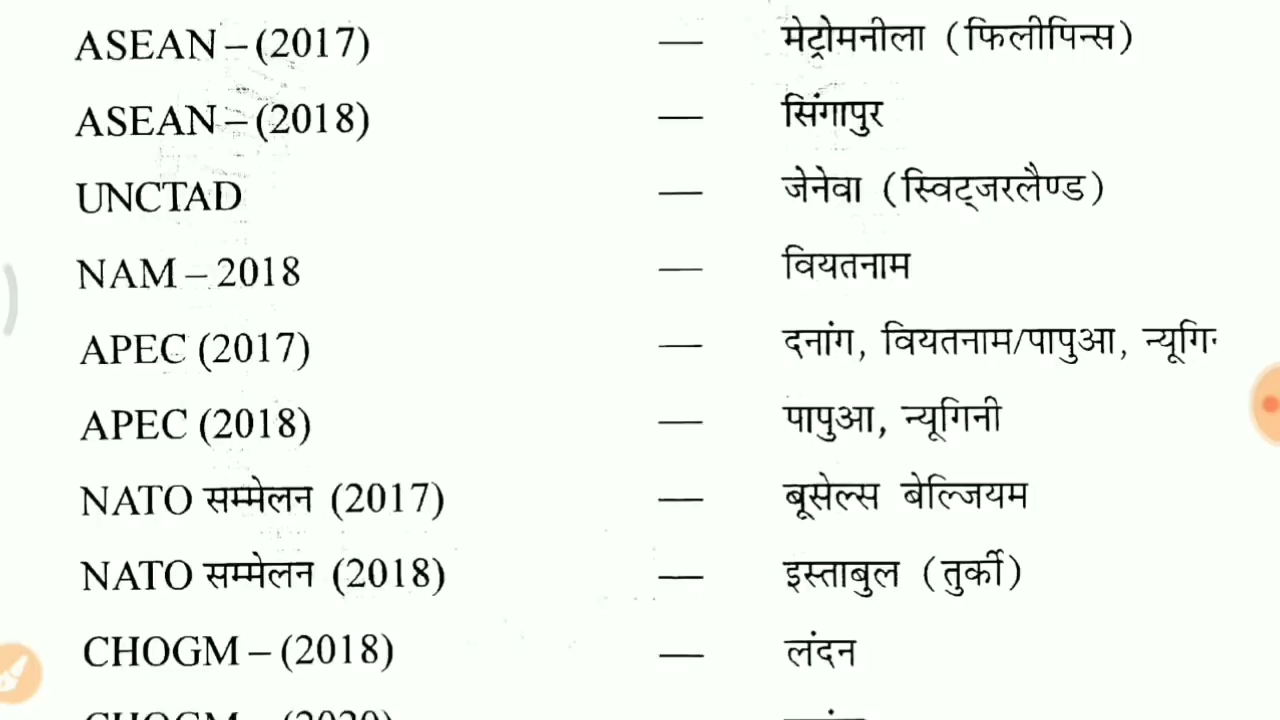 ASEAN – (2017) — मेट्रोमनीला (फिलीपिन्स)
ASEAN – (2018) — सिंगापुर
UNCTAD — जेनेवा (स्विट्जरलैण्ड)
NAM – 2018 — वियतनाम
APEC (2017) — दनांग, वियतनाम/पापुआ,
APEC (2018) — पापुआ, न्यूगिनी
NATO सम्मेलन (2017) — बूसेल्स बेल्जियम
NATO सम्मेलन (2018) — इस्ताबुल (तुर्की)
CHOGM – (2018) — लंदन